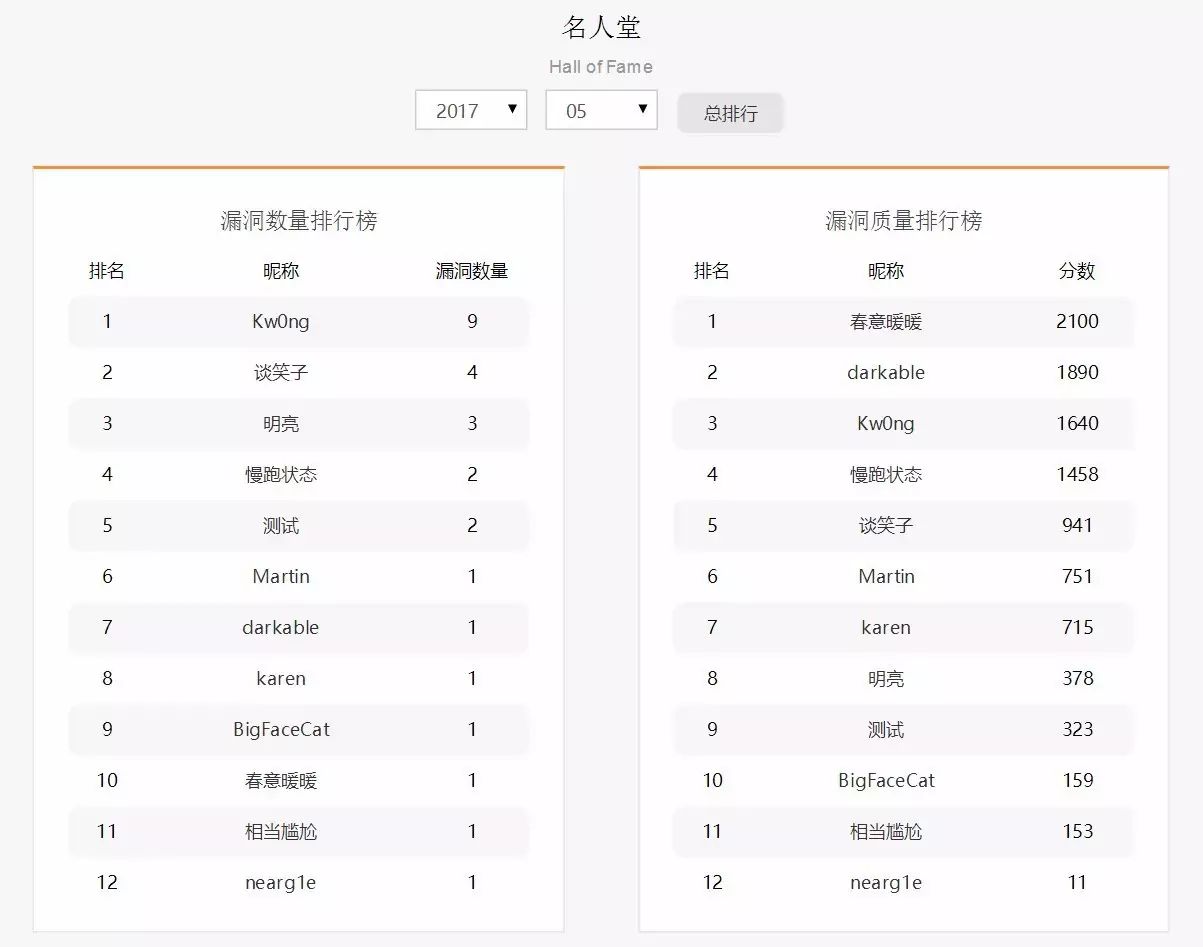 名人堂
Hall of Fame
2017 05 总排行
漏洞数量排行榜
排名 昵称 漏洞数量
1 Kw0ng 9
2 谈笑子 4
3 明亮 3
4 慢跑状态 2
5 测试 2
6 Martin 1
7 darkable 1
8 karen 1
9 BigFaceCat 1
10 春意暖暖 1
11 相当尴尬 1
12 nearg1e 1
漏洞质量排行榜
排名 昵称 分数
1 春意暖暖 2100
2 darkable 1890
3 Kw0ng 1640
4 慢跑状态 1458
5 谈笑子 941
6 Martin 751
7 karen 715
8 明亮 378
9 测试 323
10 BigFaceCat 159
11 相当尴尬 153
12 nearg1e 11